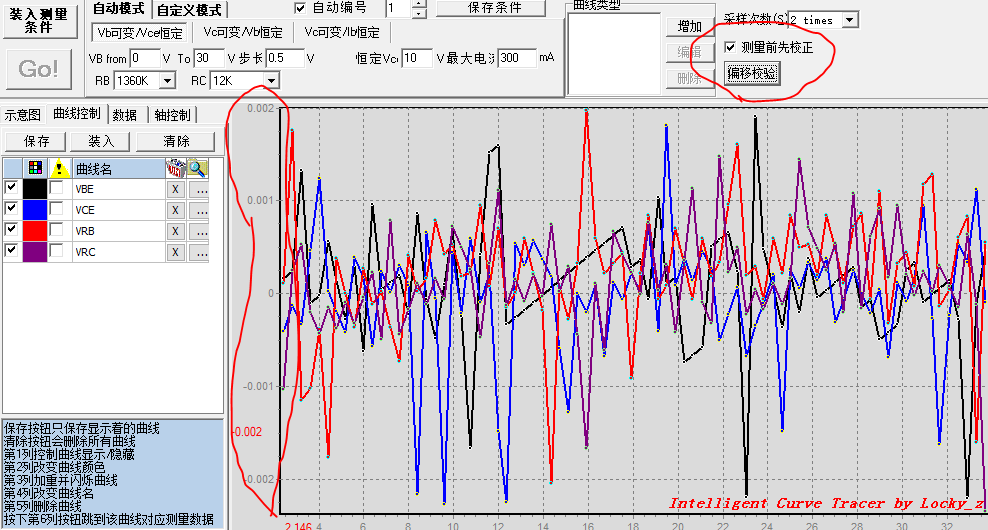 装入测量
条件
Go!
自动模式 自定义模式
自动编号 1
保存条件
Vb可变/Vce恒定 Vc可变/Vb恒定 Vc可变/Ib恒定
VB from 0 V To 30 V 步长 0.5 V 恒定Vcc 10 V 最大电流 300 mA
RB 1360K RC 12K
曲线类型
增加
编辑
删除
采样次数(S) 2 times
测量前先校正
偏移校验
示意图 曲线控制 数据 轴控制
保存 装入 清除
曲线名
VBE X ...
VCE X ...
VRB X ...
VRC X ...
保存按钮只保存显示着的曲线
清除按钮会删除所有曲线
第1列控制曲线显示/隐藏
第2列改变曲线颜色
第3列加重并闪烁曲线
第4列改变曲线名
第5列删除曲线
按下第6列按钮跳到该曲线对应测量数据
0.002
0.001
0
-0.001
-0.002
-0.002
2.146 4 6 8 10 12 14 16 18 20 22 24 26 28 30 32
Intelligent Curve Tracer by Locky_z